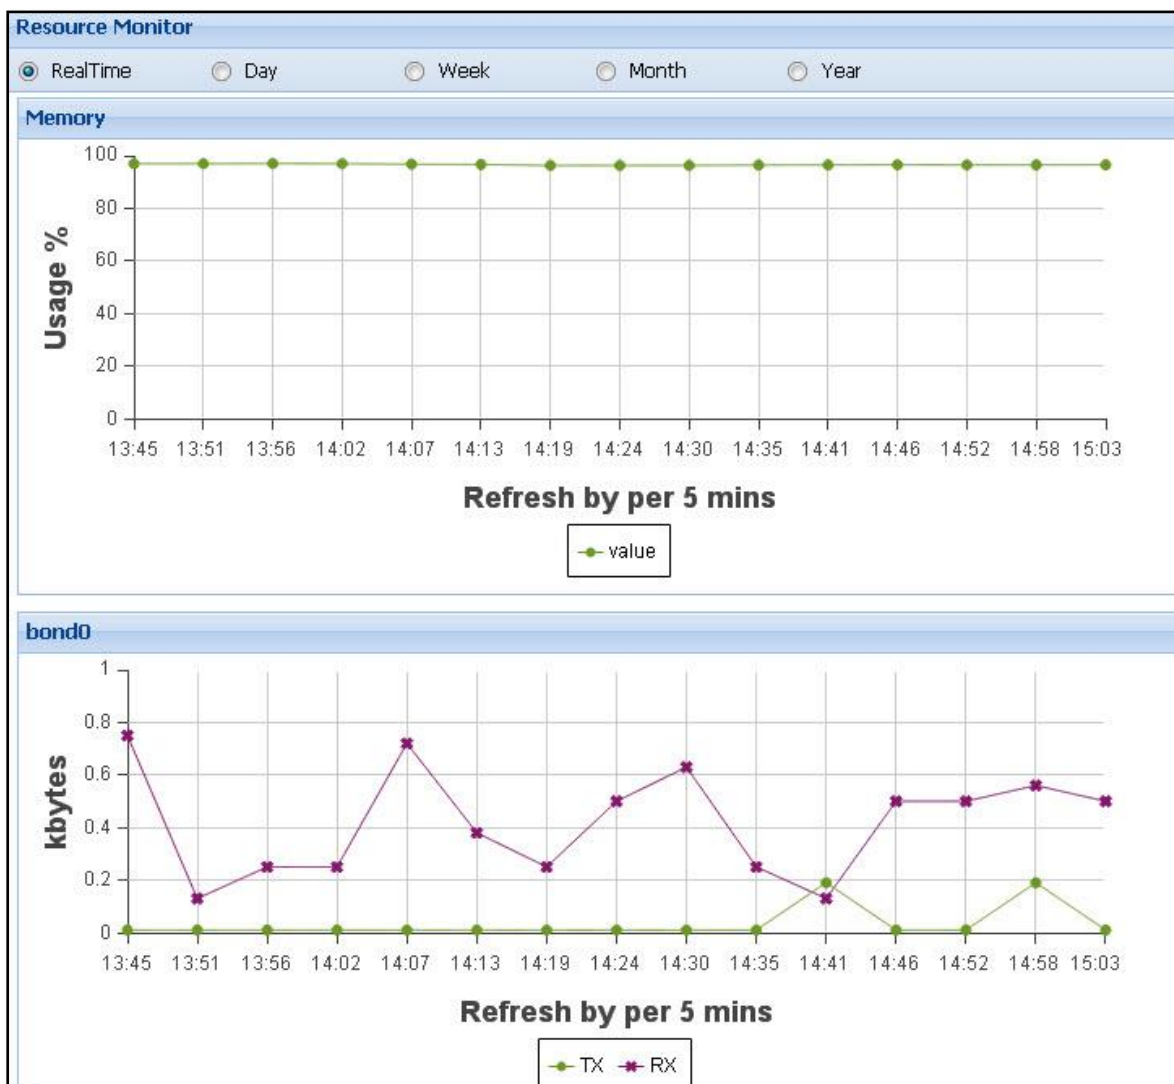 Resource Monitor
RealTime Day Week Month Year
Memory
100
80
60
40
20
0
Usage %
13:45 13:51 13:56 14:02 14:07 14:13 14:19 14:24 14:30 14:35 14:41 14:46 14:52 14:58 15:03
Refresh by per 5 mins
value
bond0
1
0.8
0.6
0.4
0.2
0
kbytes
13:45 13:51 13:56 14:02 14:07 14:13 14:19 14:24 14:30 14:35 14:41 14:46 14:52 14:58 15:03
Refresh by per 5 mins
TX RX